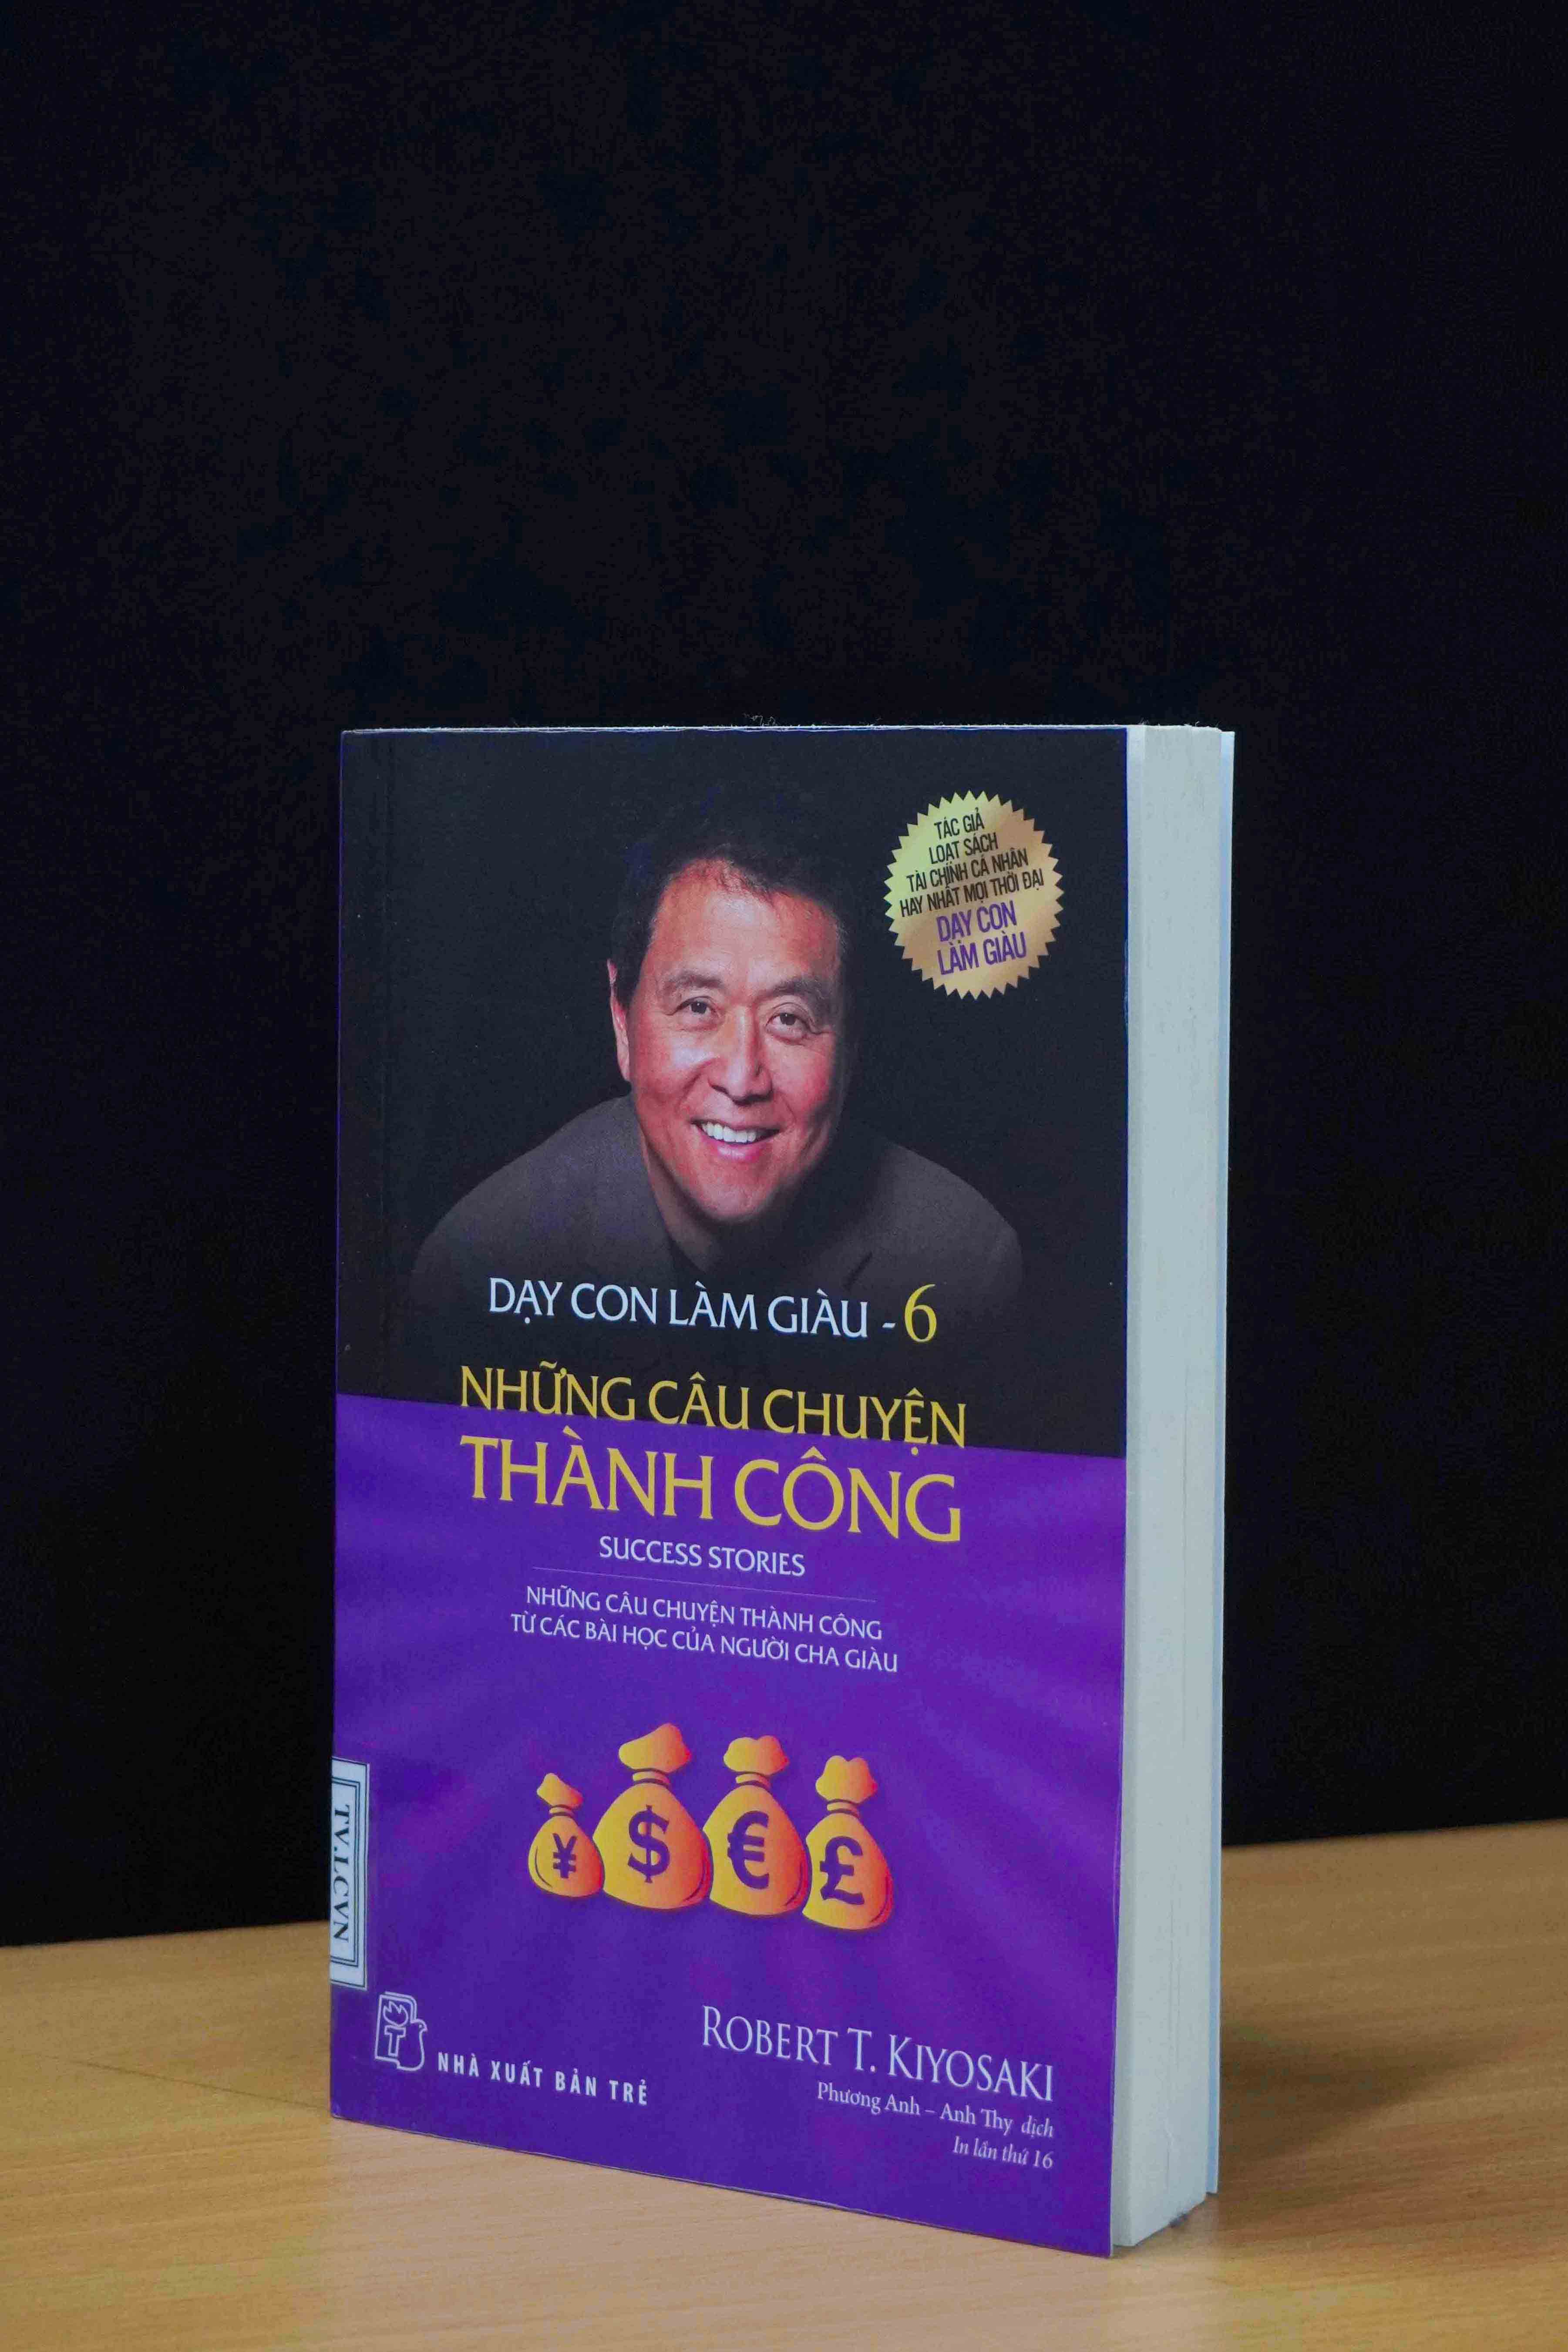 TÁC GIẢ
LOẠT SÁCH
TÀI CHÍNH CÁ NHÂN
HAY NHẤT MỌI THỜI ĐẠI
DẠY CON
LÀM GIÀU
DẠY CON LÀM GIÀU - 6
NHỮNG CÂU CHUYỆN
THÀNH CÔNG
SUCCESS STORIES
NHỮNG CÂU CHUYỆN THÀNH CÔNG
TỪ CÁC BÀI HỌC CỦA NGƯỜI CHA GIÀU
¥ $ € £
TV.LCVN
T
NHÀ XUẤT BẢN TRẺ
ROBERT T. KIYOSAKI
Phương Anh – Anh Thy dịch
In lần thứ 16